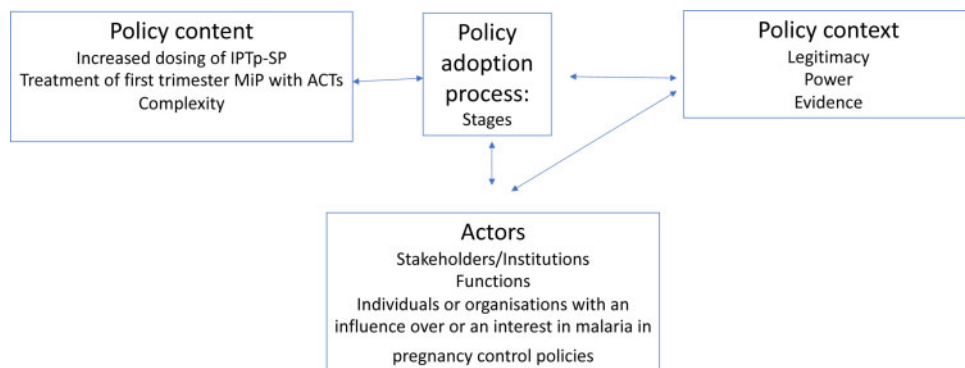 Policy content
Increased dosing of IPTp-SP
Treatment of first trimester MiP with ACTs
Complexity
Policy
adoption
process:
Stages
Policy context
Legitimacy
Power
Evidence
Actors
Stakeholders/Institutions
Functions
Individuals or organisations with an
influence over or an interest in malaria in
pregnancy control policies